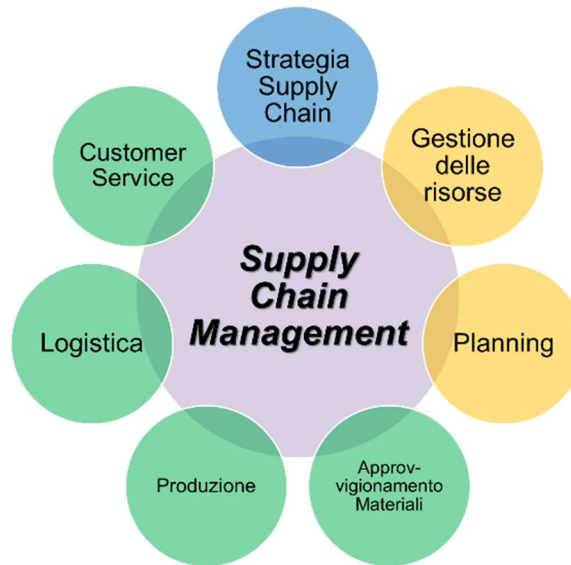 Strategia
Supply
Chain
Gestione
delle
risorse
Planning
Approv-
vigionamento
Materiali
Produzione
Logistica
Customer
Service
Supply
Chain
Management